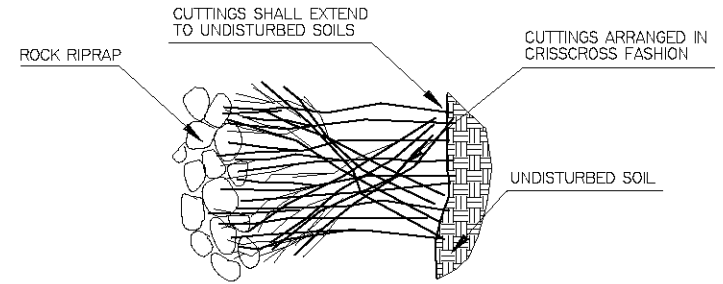 CUTTINGS SHALL EXTEND
TO UNDISTURBED SOILS
CUTTINGS ARRANGED IN
CRISSCROSS FASHION
ROCK RIPRAP
UNDISTURBED SOIL